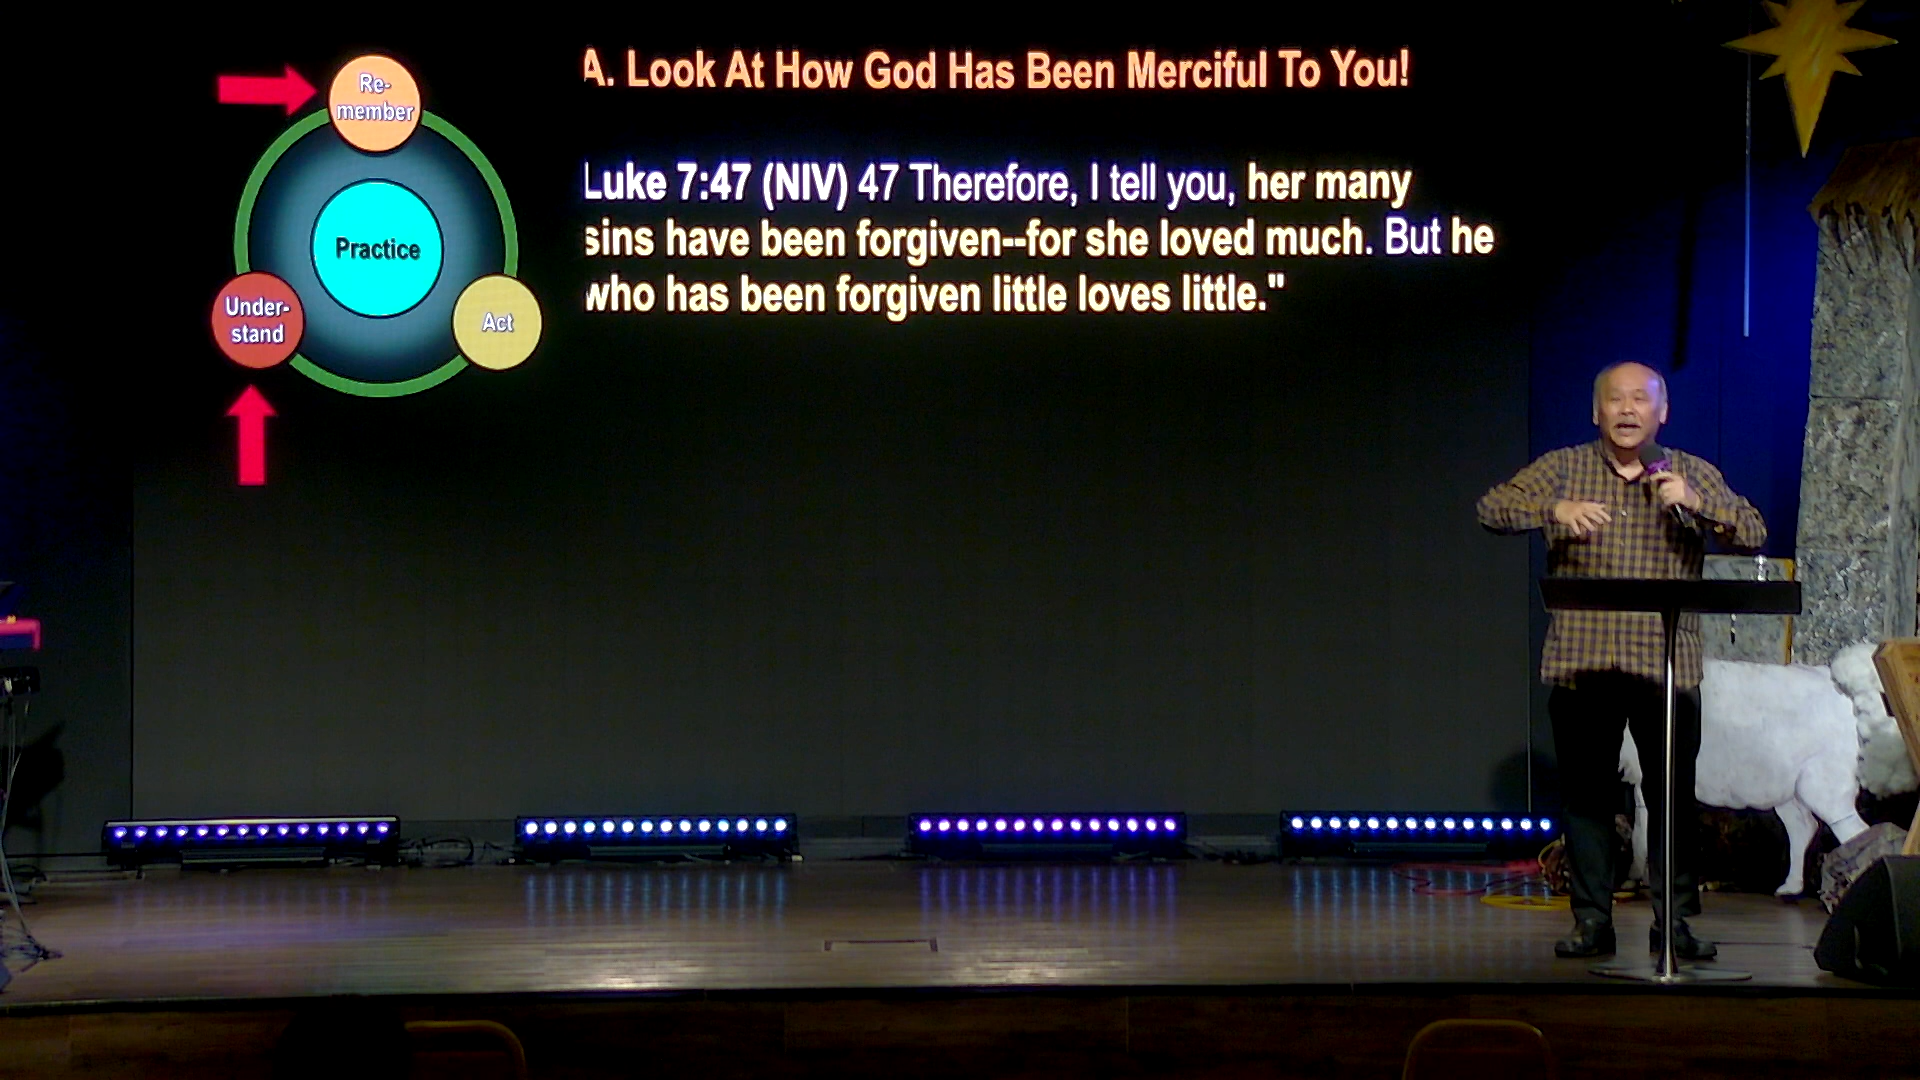 A. Look At How God Has Been Merciful To You!
Re-
member
Practice
Under-
stand
Act
Luke 7:47 (NIV) 47 Therefore, I tell you, her many
sins have been forgiven--for she loved much. But he
who has been forgiven little loves little."